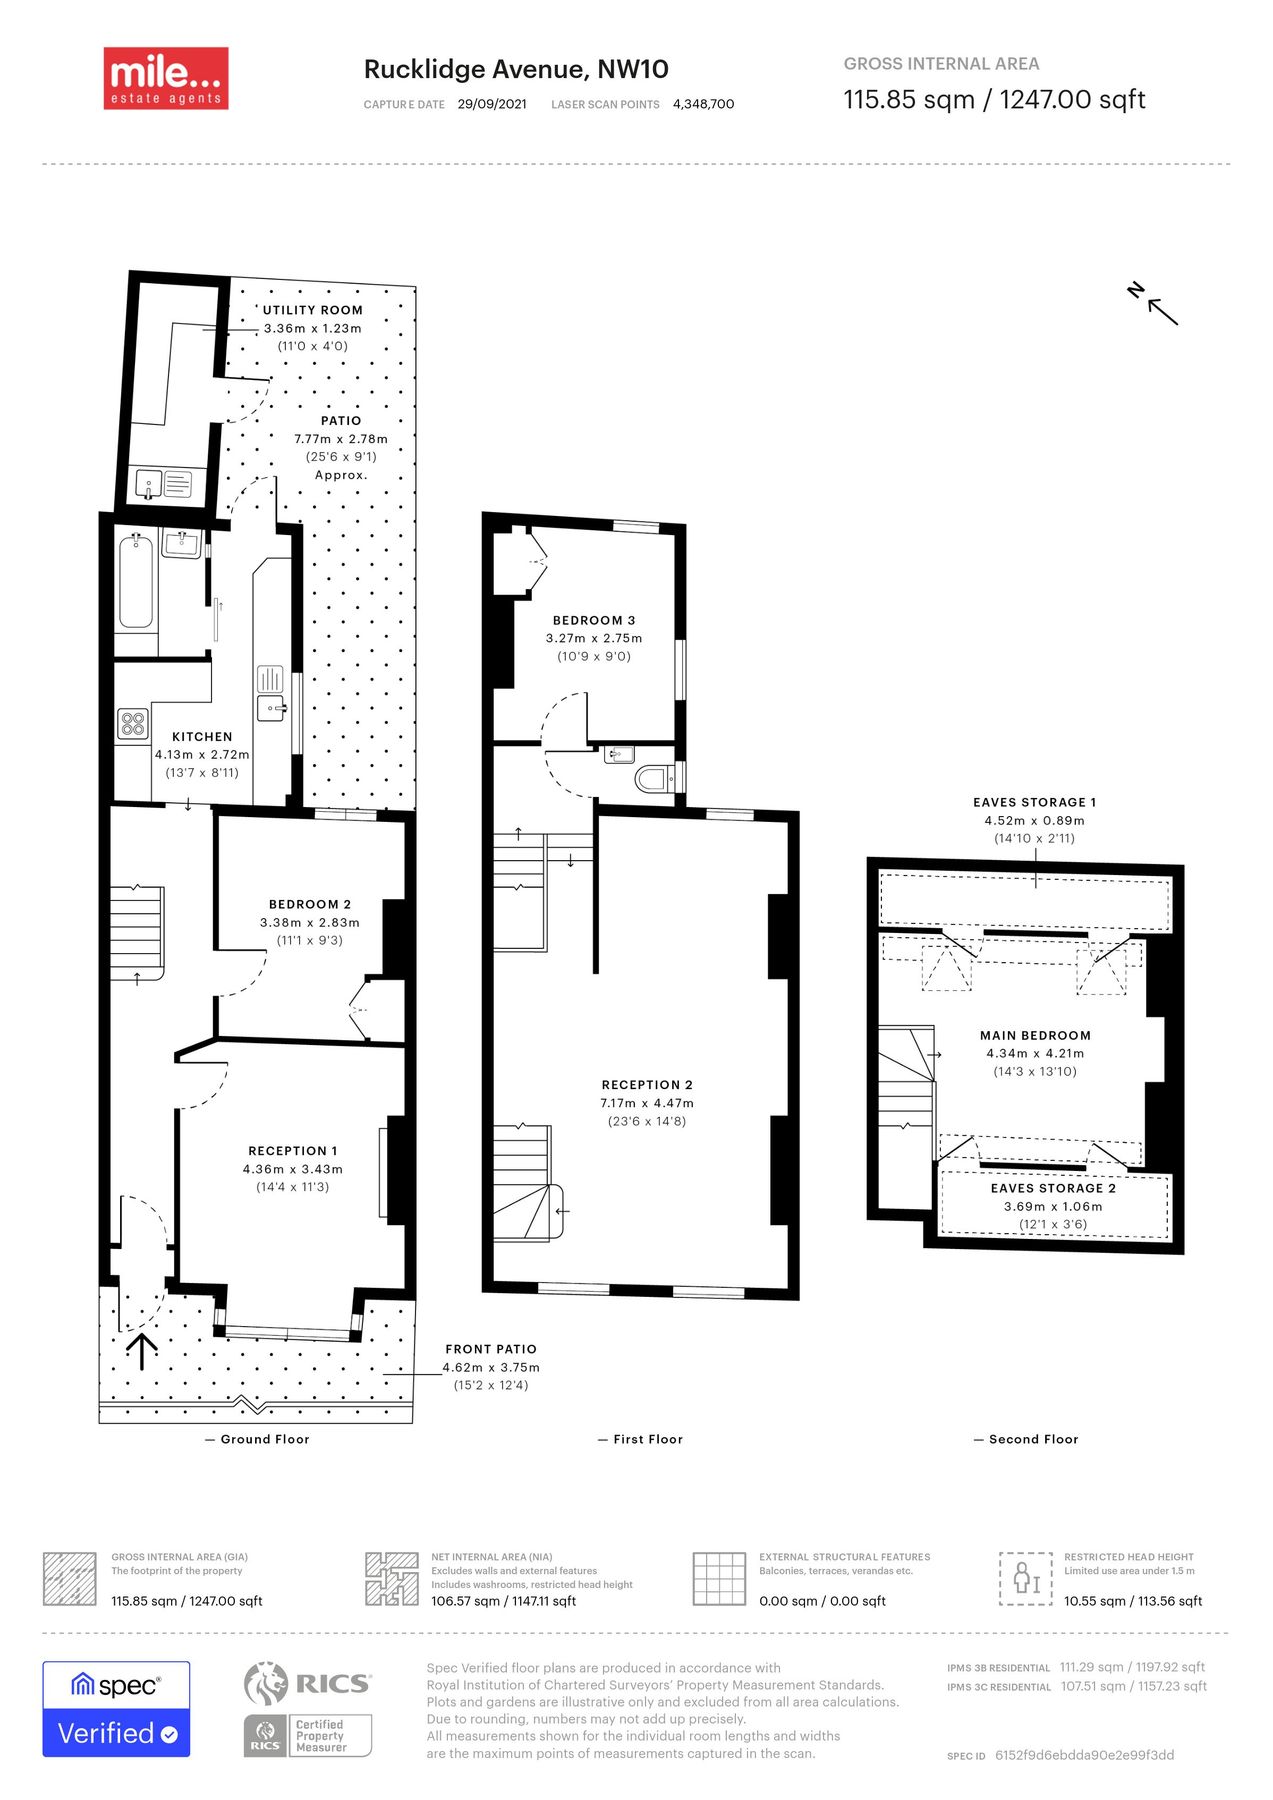 mile...
estate agents
Rucklidge Avenue, NW10
CAPTURE DATE 29/09/2021 LASER SCAN POINTS 4,348,700
GROSS INTERNAL AREA
115.85 sqm / 1247.00 sqft
N
UTILITY ROOM
3.36m x 1.23m
(11'0 x 4'0)
PATIO
7.77m x 2.78m
(25'6 x 9'1)
Approx.
KITCHEN
4.13m x 2.72m
(13'7 x 8'11)
BEDROOM 2
3.38m x 2.83m
(11'1 x 9'3)
RECEPTION 1
4.36m x 3.43m
(14'4 x 11'3)
FRONT PATIO
4.62m x 3.75m
(15'2 x 12'4)
— Ground Floor
BEDROOM 3
3.27m x 2.75m
(10'9 x 9'0)
RECEPTION 2
7.17m x 4.47m
(23'6 x 14'8)
— First Floor
EAVES STORAGE 1
4.52m x 0.89m
(14'10 x 2'11)
MAIN BEDROOM
4.34m x 4.21m
(14'3 x 13'10)
EAVES STORAGE 2
3.69m x 1.06m
(12'1 x 3'6)
— Second Floor
GROSS INTERNAL AREA (GIA)
The footprint of the property
115.85 sqm / 1247.00 sqft
NET INTERNAL AREA (NIA)
Excludes walls and external features
Includes washrooms, restricted head height
106.57 sqm / 1147.11 sqft
EXTERNAL STRUCTURAL FEATURES
Balconies, terraces, verandas etc.
0.00 sqm / 0.00 sqft
RESTRICTED HEAD HEIGHT
Limited use area under 1.5 m
10.55 sqm / 113.56 sqft
spec®
Verified
RICS®
RICS
Certified
Property
Measurer
Spec Verified floor plans are produced in accordance with
Royal Institution of Chartered Surveyors' Property Measurement Standards.
Plots and gardens are illustrative only and excluded from all area calculations.
Due to rounding, numbers may not add up precisely.
All measurements shown for the individual room lengths and widths
are the maximum points of measurements captured in the scan.
IPMS 3B RESIDENTIAL 111.29 sqm / 1197.92 sqft
IPMS 3C RESIDENTIAL 107.51 sqm / 1157.23 sqft
SPEC ID 6152f9d6ebdda90e2e99f3dd